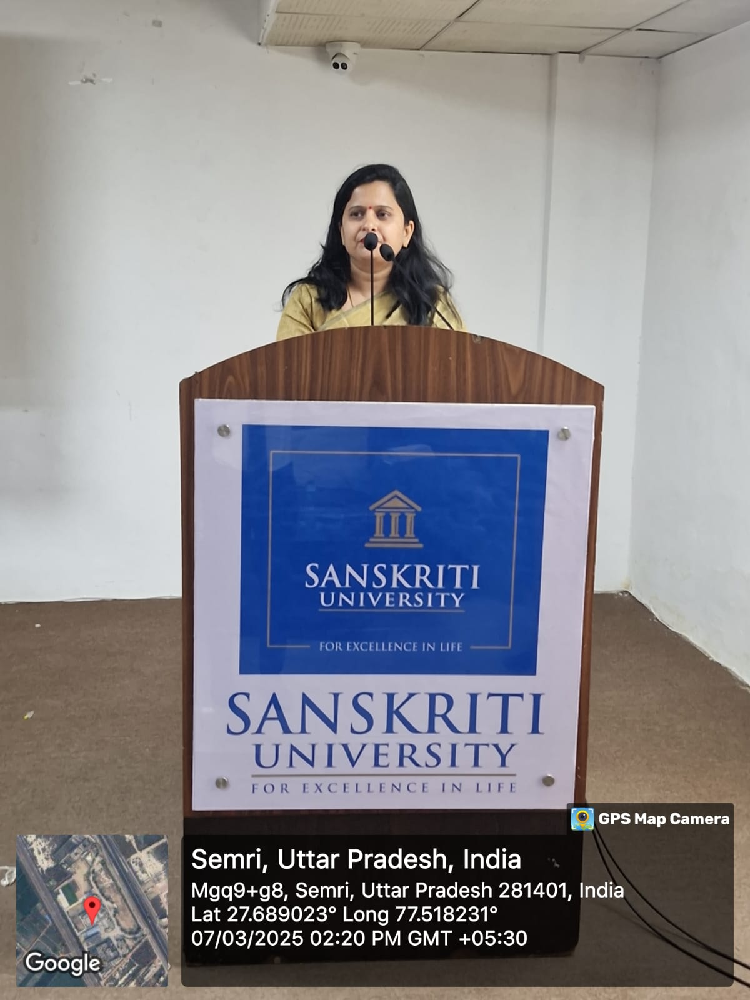 SANSKRITI
UNIVERSITY
FOR EXCELLENCE IN LIFE
SANSKRITI
UNIVERSITY
FOR EXCELLENCE IN LIFE
GPS Map Camera
Semri, Uttar Pradesh, India
Mgq9+g8, Semri, Uttar Pradesh 281401, India
Lat 27.689023° Long 77.518231°
07/03/2025 02:20 PM GMT +05:30
Google